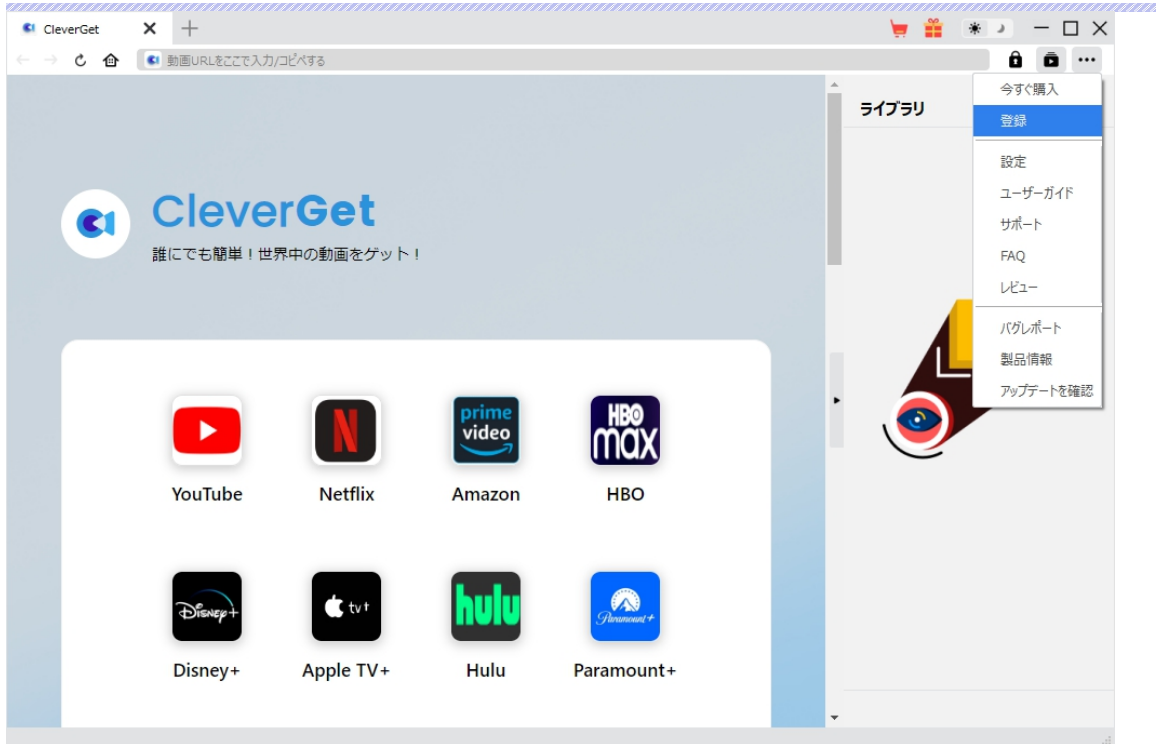 CleverGet
動画URLをここで入力/コピペする
今すぐ購入
ライブラリ
登録
設定
ユーザーガイド
サポート
FAQ
レビュー
バグレポート
製品情報
アップデートを確認
CleverGet
誰にでも簡単！世界中の動画をゲット！
prime
video
HBO
max
YouTube
Netflix
Amazon
HBO
Disney+
tv+
hulu
Paramount+
Disney+
Apple TV+
Hulu
Paramount+